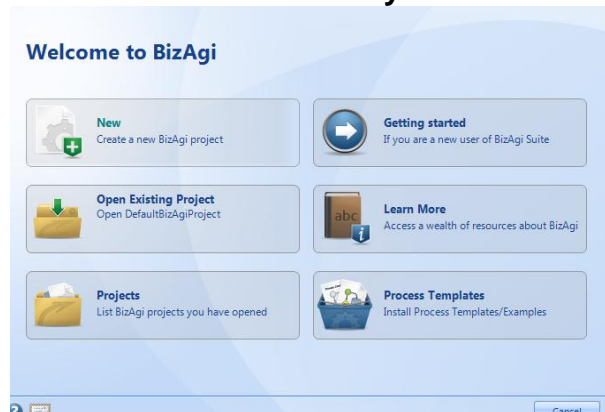 Welcome to BizAgi
New
Create a new BizAgi project
Getting started
If you are a new user of BizAgi Suite
Open Existing Project
Open DefaultBizAgiProject
Learn More
Access a wealth of resources about BizAgi
abc
Projects
List BizAgi projects you have opened
Process Templates
Install Process Templates/Examples
Cancel